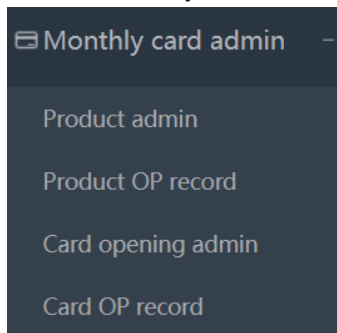 Monthly card admin
Product admin
Product OP record
Card opening admin
Card OP record